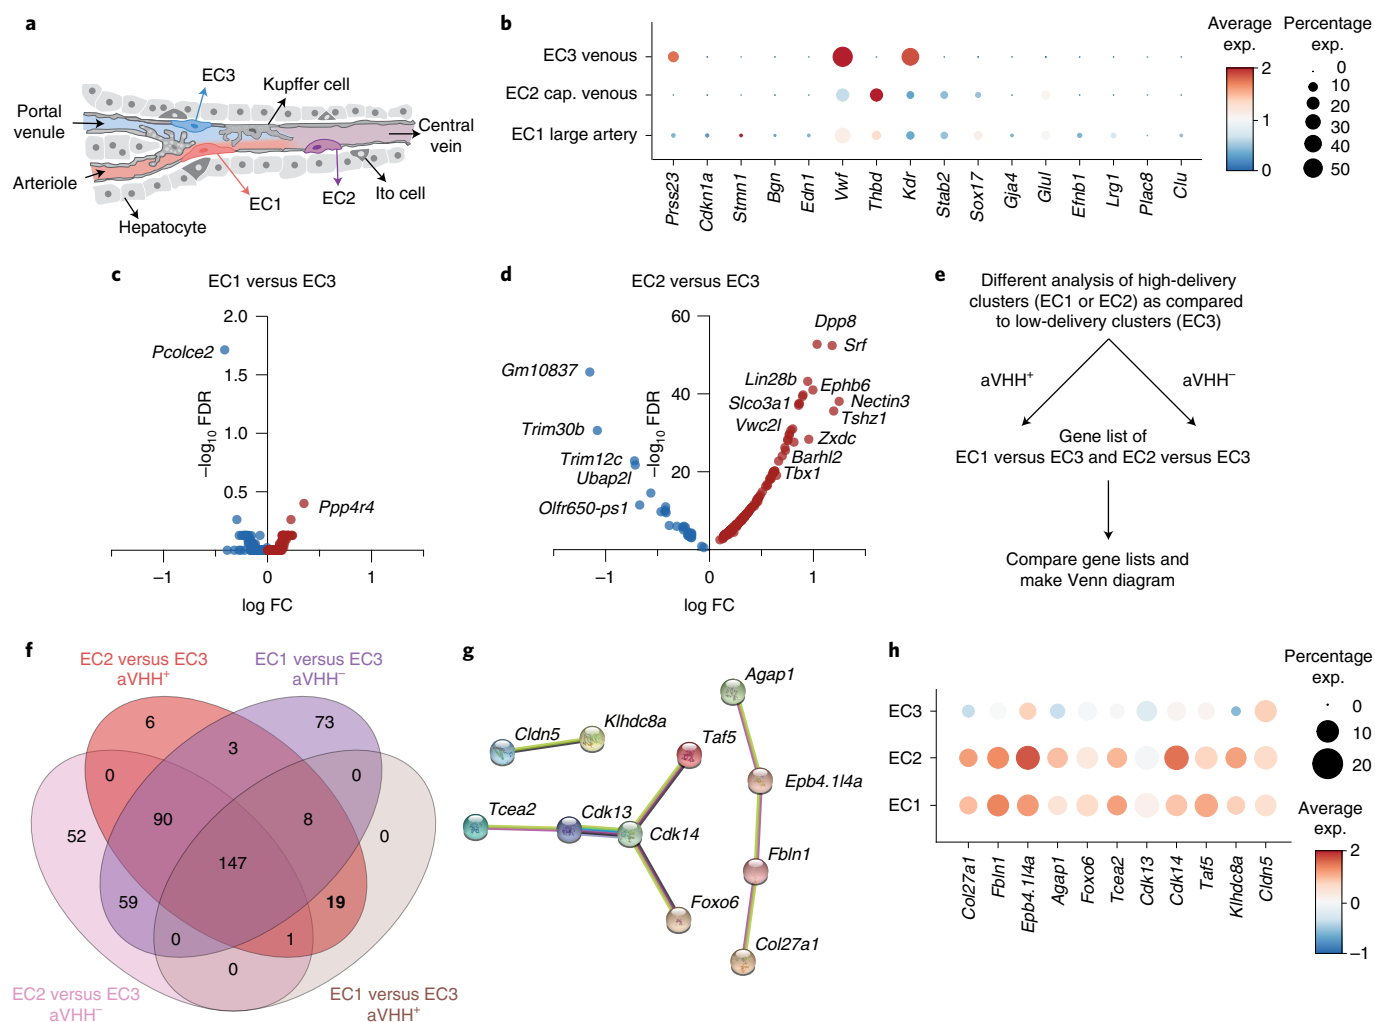 a
EC3
Kupffer cell
Portal
venule
Central
vein
Arteriole
EC1
EC2
Ito cell
Hepatocyte
b
EC3 venous
EC2 cap. venous
EC1 large artery
Prss23
Cdkn1a
Stmn1
Bgn
Edn1
Vwf
Thbd
Kdr
Stab2
Sox17
Gja4
Glul
Efnb1
Lrg1
Plac8
Clu
Average
exp.
2
1
0
Percentage
exp.
0
10
20
30
40
50
c
EC1 versus EC3
2.0
1.5
1.0
0.5
−log10 FDR
Pcolce2
Ppp4r4
−1
0
1
log FC
d
EC2 versus EC3
60
40
20
−log10 FDR
Dpp8
Srf
Gm10837
Lin28b
Ephb6
Slco3a1
Nectin3
Tshz1
Vwc2l
Trim30b
Zxdc
Trim12c
Barhl2
Ubap2l
Tbx1
Olfr650-ps1
−1
0
1
log FC
e
Different analysis of high-delivery
clusters (EC1 or EC2) as compared
to low-delivery clusters (EC3)
aVHH+
aVHH−
Gene list of
EC1 versus EC3 and EC2 versus EC3
Compare gene lists and
make Venn diagram
f
EC2 versus EC3
aVHH+
EC1 versus EC3
aVHH−
6
73
3
0
0
52
90
8
0
147
59
19
0
1
0
EC2 versus EC3
aVHH−
EC1 versus EC3
aVHH+
g
Agap1
Cldn5
Klhdc8a
Taf5
Epb4.1l4a
Tcea2
Cdk13
Cdk14
Fbln1
Foxo6
Col27a1
h
EC3
EC2
EC1
Col27a1
Fbln1
Epb4.1l4a
Agap1
Foxo6
Tcea2
Cdk13
Cdk14
Taf5
Klhdc8a
Cldn5
Percentage
exp.
0
10
20
Average
exp.
2
0
−1